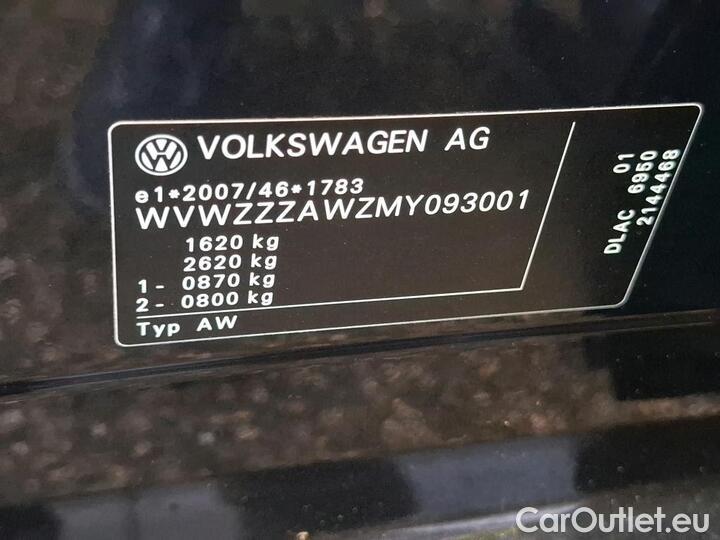 VOLKSWAGEN AG
e1*2007/46*1783
WVWZZZAWZMY093001
1620 kg
2620 kg
1- 0870 kg
2- 0800 kg
Typ AW
01
DLAC 6950
2144468
CarOutlet.eu